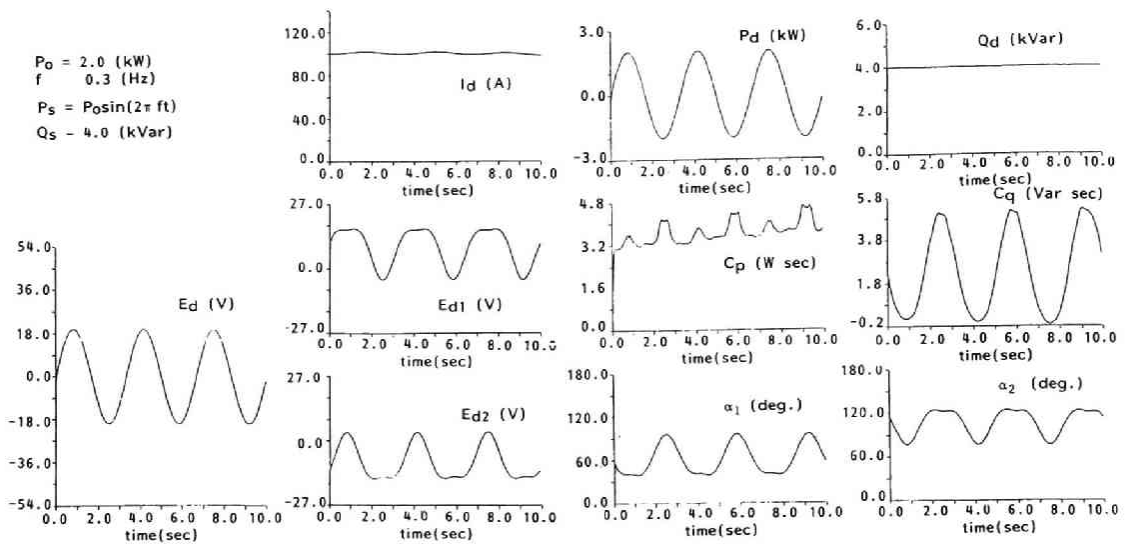 Po = 2.0 (kW)
f 0.3 (Hz)
Ps = Posin(2π ft)
Qs - 4.0 (kVar)
120.0
80.0
40.0
0.0
Id (A)
0.0 2.0 4.0 6.0 8.0 10.0
time(sec)
3.0
0.0
-3.0
Pd (kW)
0.0 2.0 4.0 6.0 8.0 10.0
time(sec)
6.0
4.0
2.0
0.0
Qd (kVar)
0.0 2.0 4.0 6.0 8.0 10.0
time(sec)
54.0
36.0
18.0
0.0
-18.0
-36.0
-54.0
Ed (V)
0.0 2.0 4.0 6.0 8.0 10.0
time(sec)
27.0
0.0
-27.0
Ed1 (V)
0.0 2.0 4.0 6.0 8.0 10.0
time(sec)
4.8
3.2
1.6
0.0
Cp (W sec)
0.0 2.0 4.0 6.0 8.0 10.0
time(sec)
5.8
3.8
1.8
-0.2
Cq (Var sec)
0.0 2.0 4.0 6.0 8.0 10.0
time(sec)
27.0
0.0
-27.0
Ed2 (V)
0.0 2.0 4.0 6.0 8.0 10.0
time(sec)
180.0
120.0
60.0
0.0
α1 (deg.)
0.0 2.0 4.0 6.0 8.0 10.0
time(sec)
180.0
120.0
60.0
0.0
α2 (deg.)
0.0 2.0 4.0 6.0 8.0 10.0
time(sec)